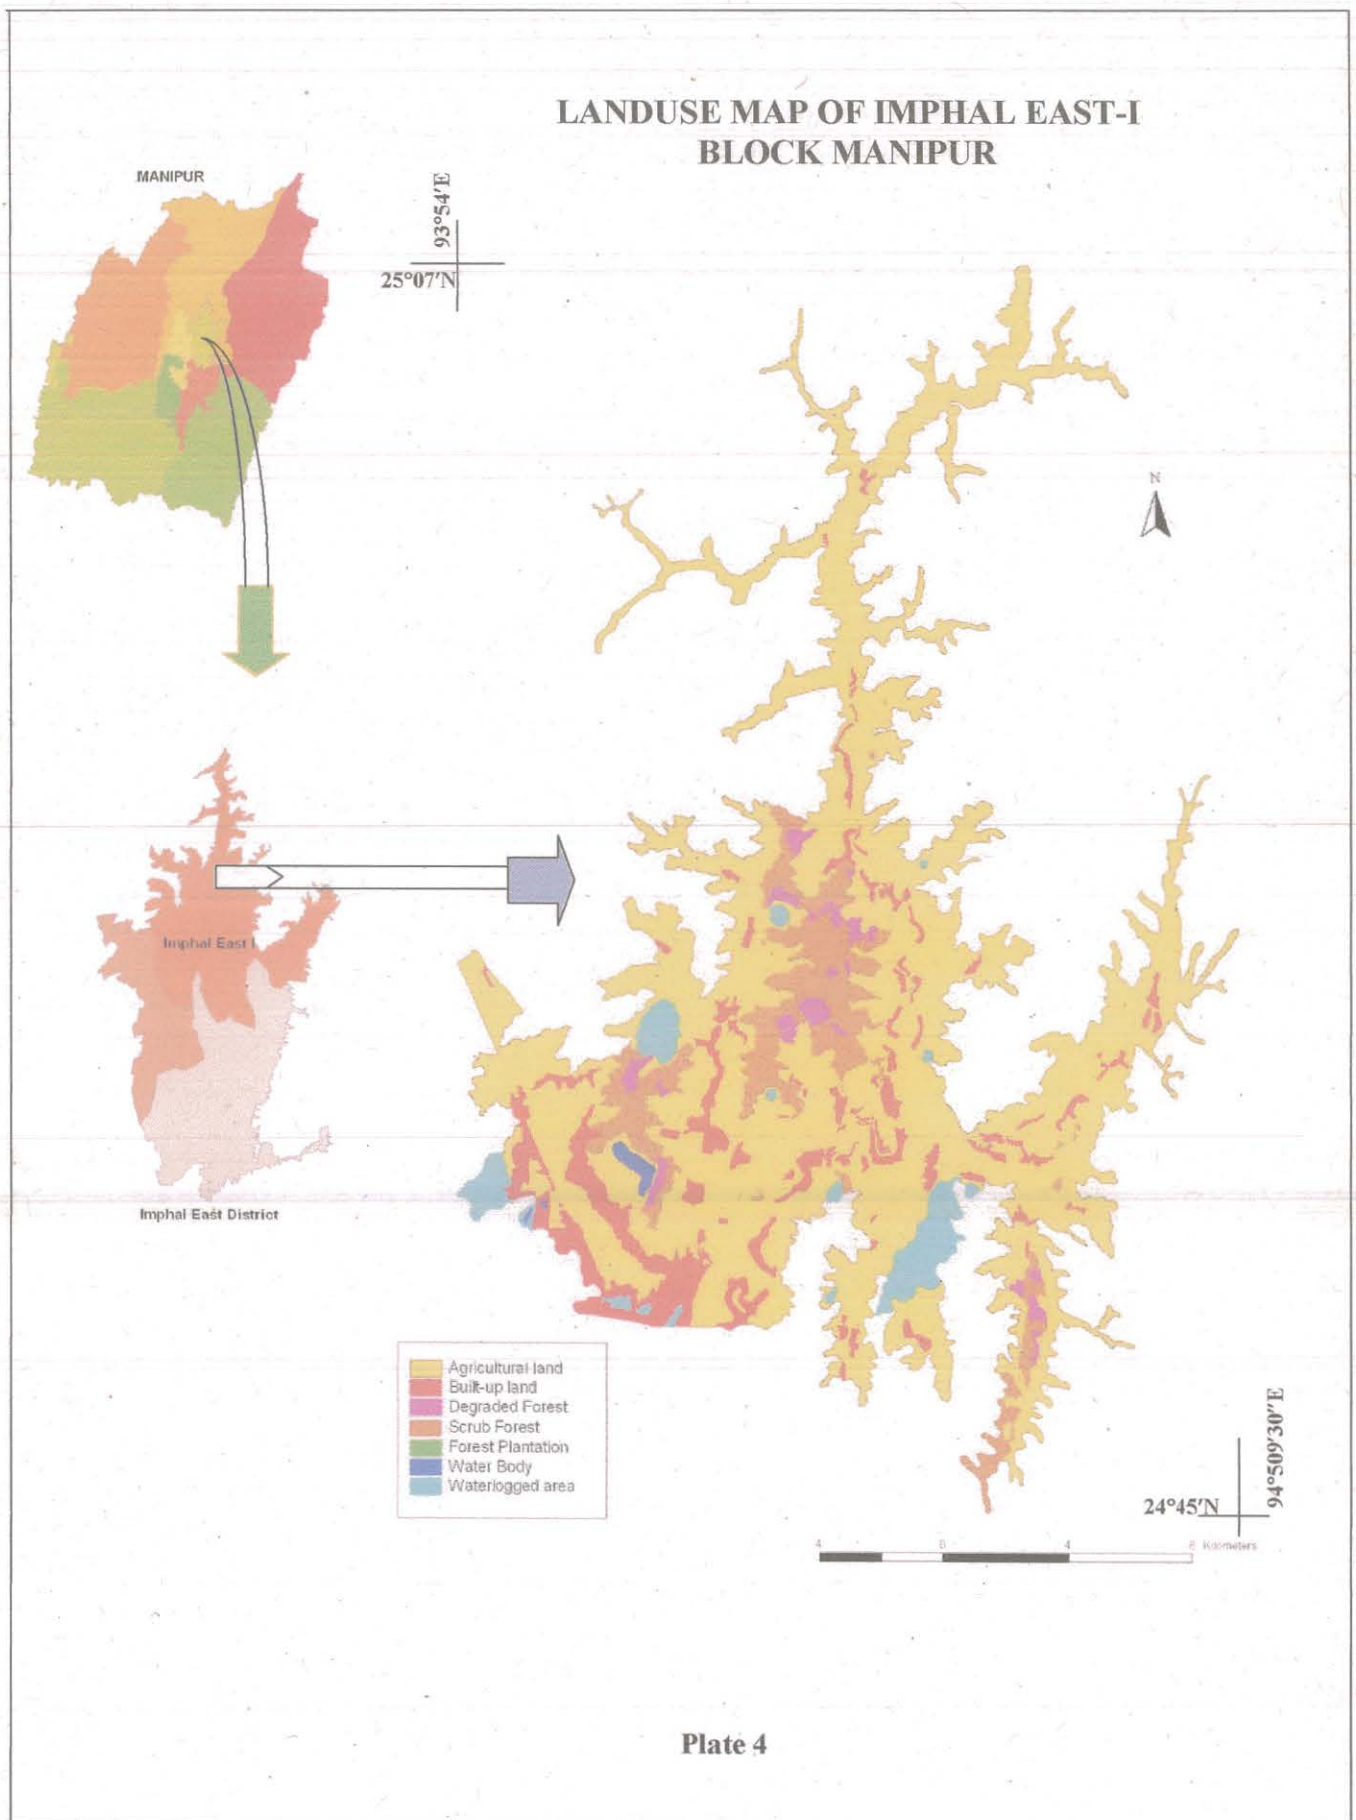 LANDUSE MAP OF IMPHAL EAST-I
BLOCK MANIPUR
MANIPUR
93°54'E
25°07'N
N
Imphal East I
Imphal East District
Agricultural land
Built-up land
Degraded Forest
Scrub Forest
Forest Plantation
Water Body
Waterlogged area
94°509'30"E
24°45'N
4 0 4 8 Kilometers
Plate 4